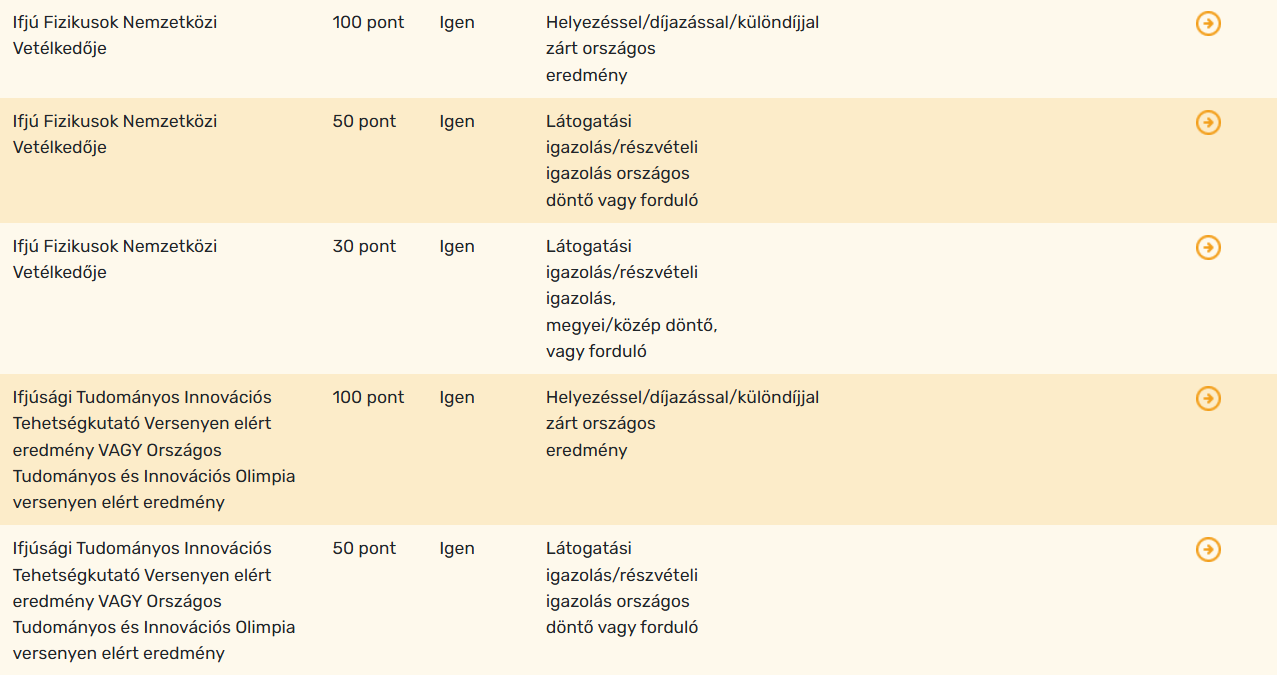 Ifjú Fizikusok Nemzetközi
Vetélkedője
100 pont
Igen
Helyezéssel/díjazással/különdíjjal
zárt országos
eredmény
Ifjú Fizikusok Nemzetközi
Vetélkedője
50 pont
Igen
Látogatási
igazolás/részvételi
igazolás országos
döntő vagy forduló
Ifjú Fizikusok Nemzetközi
Vetélkedője
30 pont
Igen
Látogatási
igazolás/részvételi
igazolás,
megyei/közép döntő,
vagy forduló
Ifjúsági Tudományos Innovációs
Tehetségkutató Versenyen elért
eredmény VAGY Országos
Tudományos és Innovációs Olimpia
versenyen elért eredmény
100 pont
Igen
Helyezéssel/díjazással/különdíjjal
zárt országos
eredmény
Ifjúsági Tudományos Innovációs
Tehetségkutató Versenyen elért
eredmény VAGY Országos
Tudományos és Innovációs Olimpia
versenyen elért eredmény
50 pont
Igen
Látogatási
igazolás/részvételi
igazolás országos
döntő vagy forduló